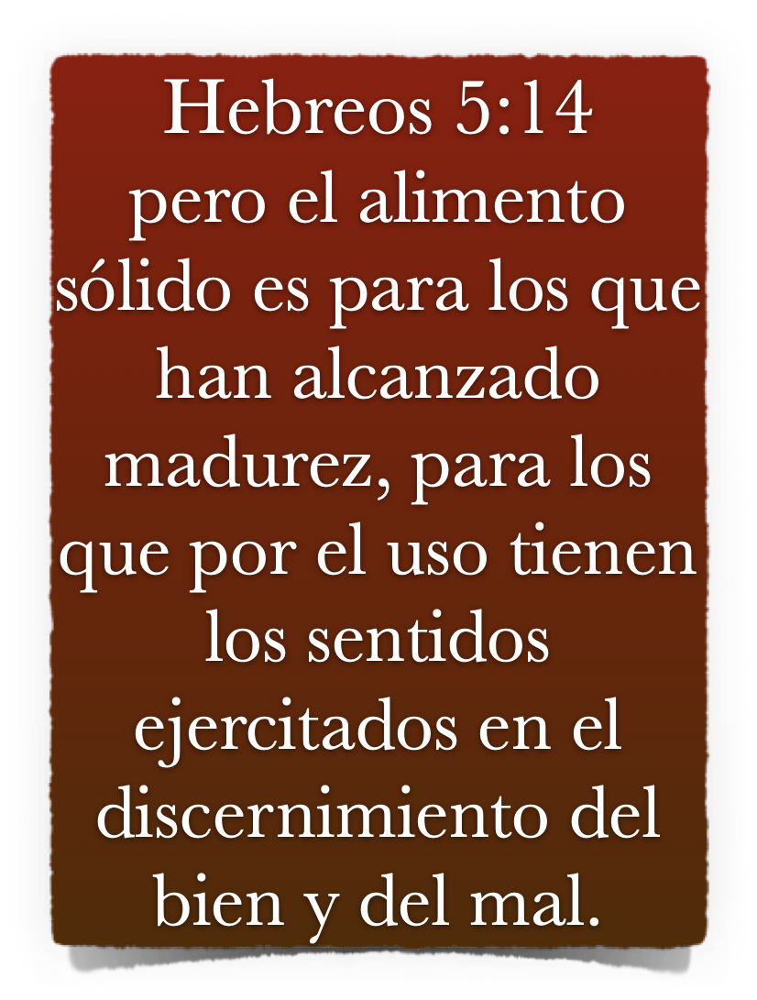 Hebreos 5:14
pero el alimento
sólido es para los que
han alcanzado
madurez, para los
que por el uso tienen
los sentidos
ejercitados en el
discernimiento del
bien y del mal.